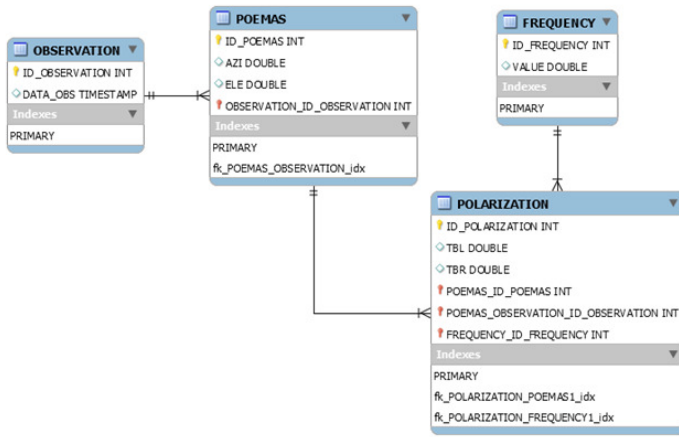 OBSERVATION
ID_OBSERVATION INT
DATA_OBS TIMESTAMP
Indexes
PRIMARY
POEMAS
ID_POEMAS INT
AZI DOUBLE
ELE DOUBLE
OBSERVATION_ID_OBSERVATION INT
Indexes
PRIMARY
fk_POEMAS_OBSERVATION_idx
FREQUENCY
ID_FREQUENCY INT
VALUE DOUBLE
Indexes
PRIMARY
POLARIZATION
ID_POLARIZATION INT
TBL DOUBLE
TBR DOUBLE
POEMAS_ID_POEMAS INT
POEMAS_OBSERVATION_ID_OBSERVATION INT
FREQUENCY_ID_FREQUENCY INT
Indexes
PRIMARY
fk_POLARIZATION_POEMAS1_idx
fk_POLARIZATION_FREQUENCY1_idx